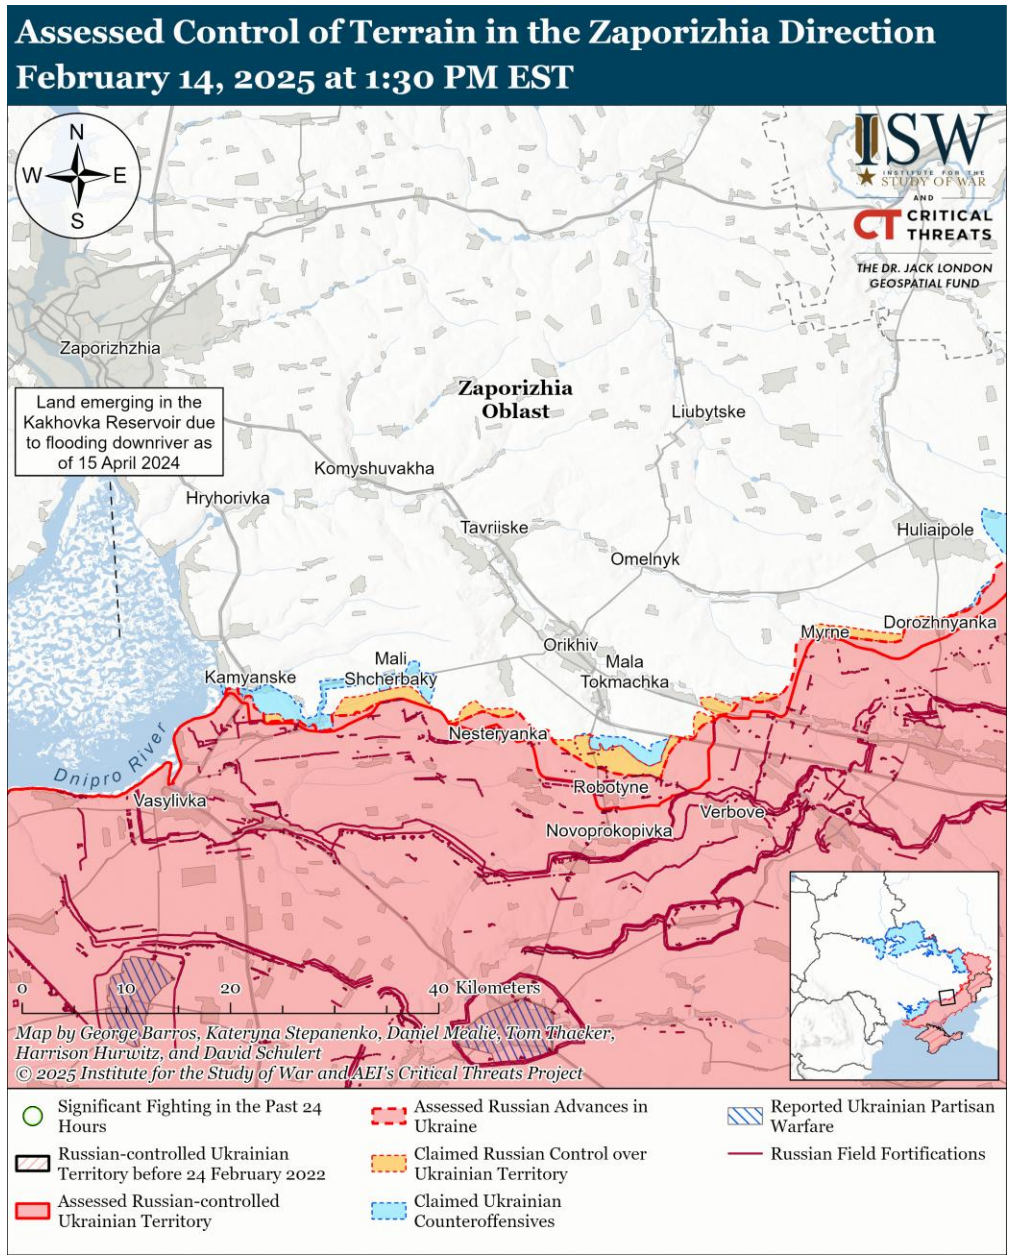 Assessed Control of Terrain in the Zaporizhia Direction
February 14, 2025 at 1:30 PM EST
N
W
E
S
ISW
INSTITUTE FOR THE
STUDY OF WAR
AND
CT CRITICAL
THREATS
THE DR. JACK LONDON
GEOSPATIAL FUND
Zaporizhzhia
Land emerging in the
Kakhovka Reservoir due
to flooding downriver as
of 15 April 2024
Zaporizhia
Oblast
Liubytske
Komyshuvakha
Hryhorivka
Tavriiske
Huliaipole
Omelnyk
Dorozhnyanka
Myrne
Orikhiv
Mali
Shcherbaky
Mala
Tokmachka
Kamyanske
Nesteryanka
Dnipro River
Robotyne
Vasylivka
Verbove
Novoprokopivka
0 10 20 40 Kilometers
Map by George Barros, Kateryna Stepanenko, Daniel Mealie, Tom Thacker,
Harrison Hurwitz, and David Schulert
© 2025 Institute for the Study of War and AEI's Critical Threats Project
Significant Fighting in the Past 24
Hours
Russian-controlled Ukrainian
Territory before 24 February 2022
Assessed Russian-controlled
Ukrainian Territory
Assessed Russian Advances in
Ukraine
Claimed Russian Control over
Ukrainian Territory
Claimed Ukrainian
Counteroffensives
Reported Ukrainian Partisan
Warfare
Russian Field Fortifications